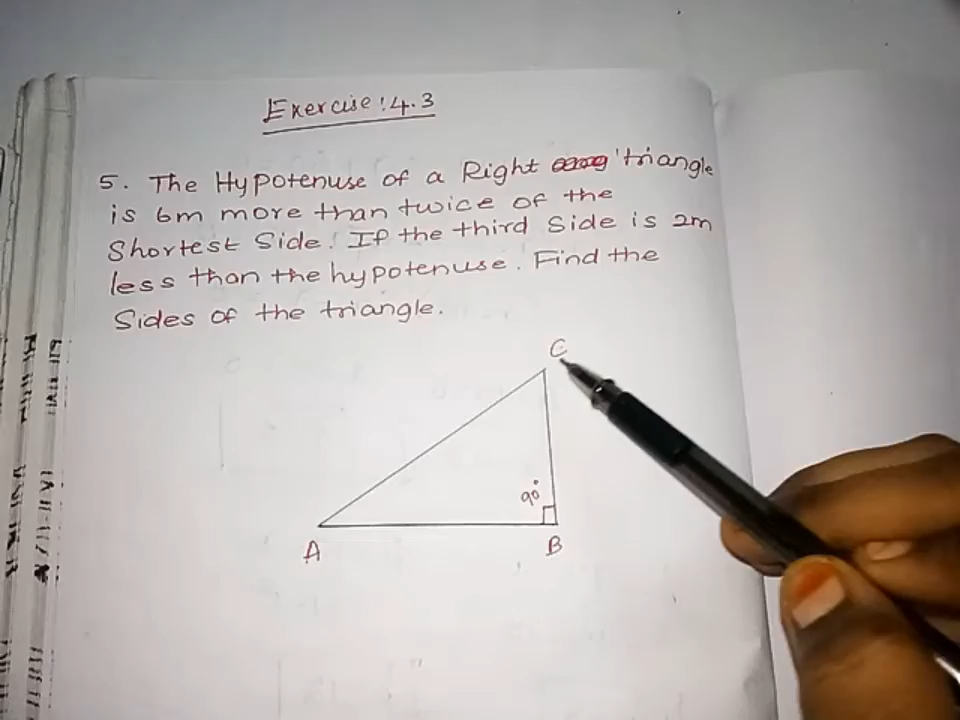 Exercise : 4.3
5. The Hypotenuse of a Right triangle
is 6m more than twice of the
Shortest Side. If the third Side is 2m
less than the hypotenuse. Find the
Sides of the triangle.
C
90°
A
B